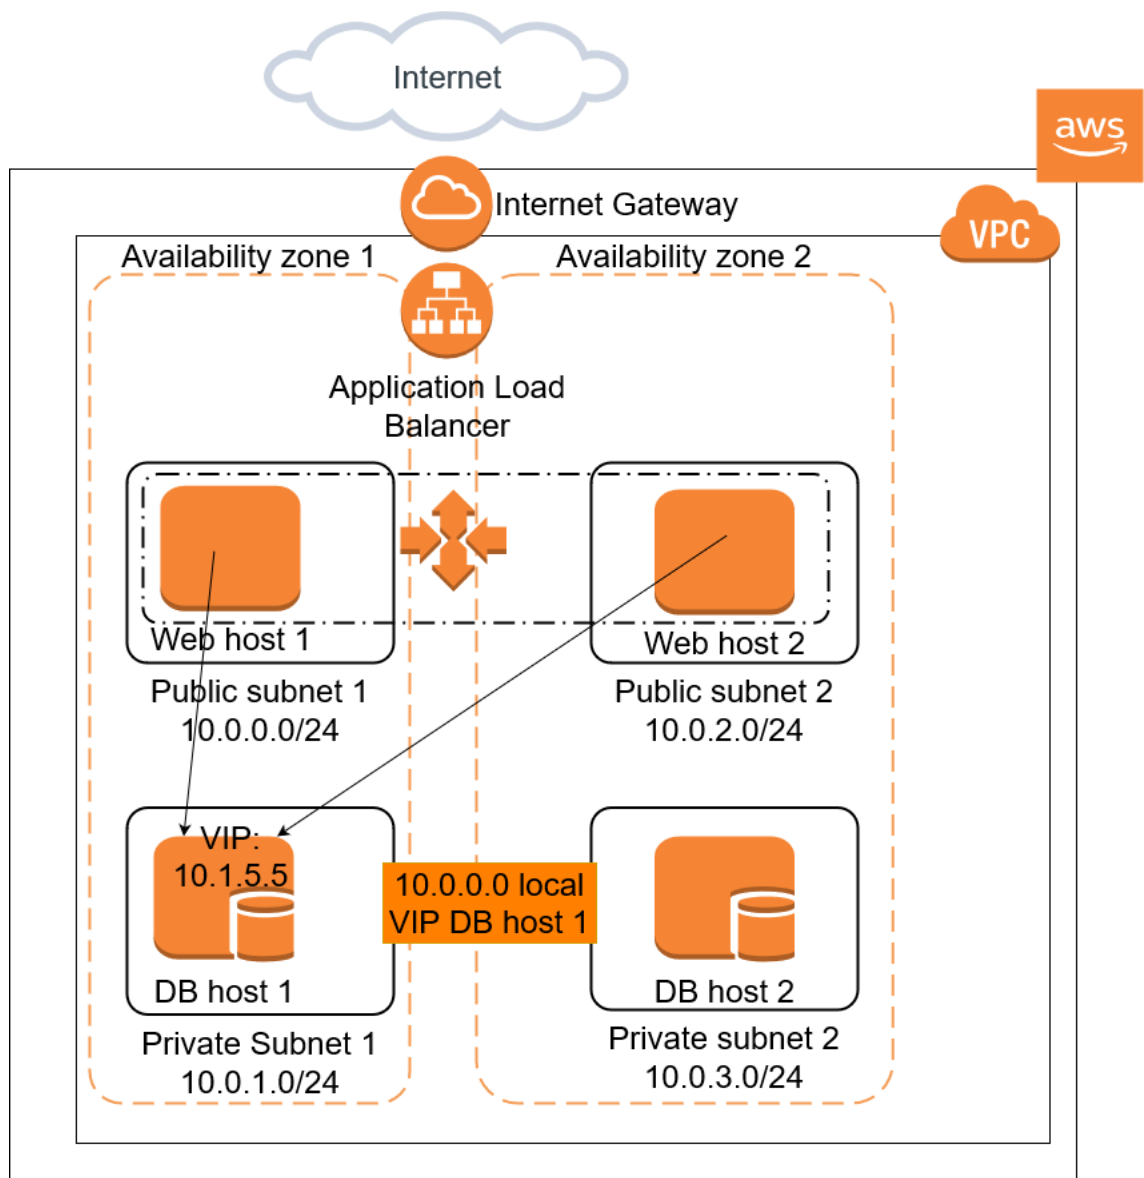 Internet
aws
Internet Gateway
VPC
Availability zone 1
Availability zone 2
Application Load
Balancer
Web host 1
Web host 2
Public subnet 1
10.0.0.0/24
Public subnet 2
10.0.2.0/24
VIP:
10.1.5.5
10.0.0.0 local
VIP DB host 1
DB host 1
DB host 2
Private Subnet 1
10.0.1.0/24
Private subnet 2
10.0.3.0/24